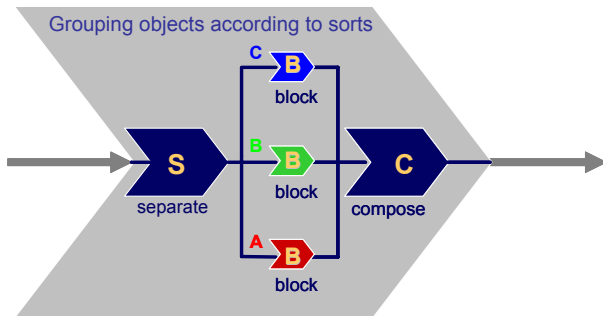 Grouping objects according to sorts
C
B
block
S
separate
B
B
block
C
compose
A
B
block